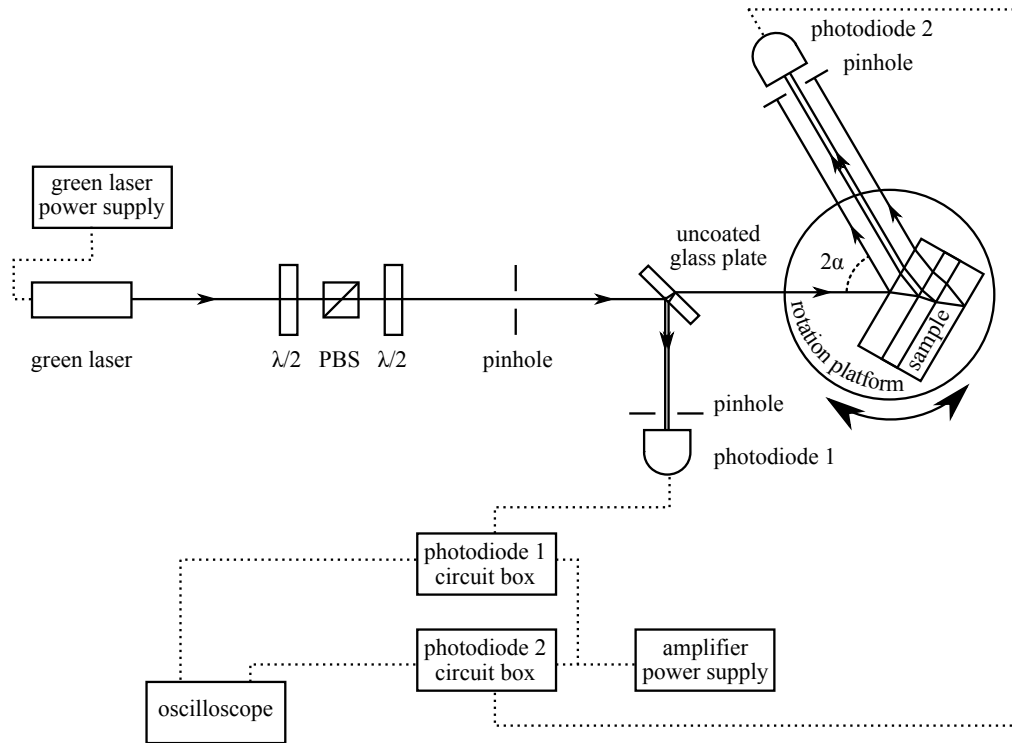 photodiode 2
pinhole
green laser
power supply
uncoated
glass plate
2α
rotation platform
sample
green laser
λ/2
PBS
λ/2
pinhole
pinhole
photodiode 1
photodiode 1
circuit box
photodiode 2
circuit box
amplifier
power supply
oscilloscope